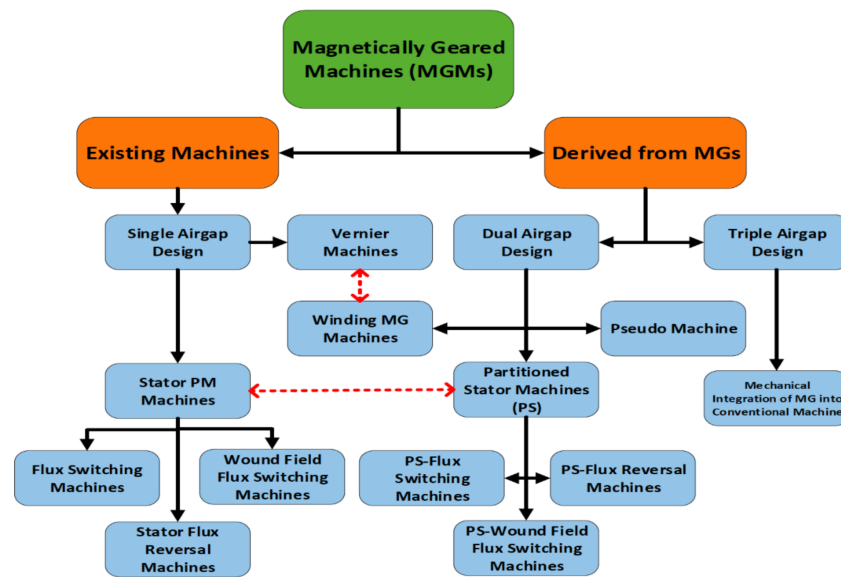 Magnetically Geared
Machines (MGMs)
Existing Machines
Derived from MGs
Single Airgap
Design
Vernier
Machines
Dual Airgap
Design
Triple Airgap
Design
Winding MG
Machines
Pseudo Machine
Stator PM
Machines
Partitioned
Stator Machines
(PS)
Mechanical
Integration of MG into
Conventional Machine
Flux Switching
Machines
Wound Field
Flux Switching
Machines
PS-Flux
Switching
Machines
PS-Flux Reversal
Machines
Stator Flux
Reversal
Machines
PS-Wound Field
Flux Switching
Machines